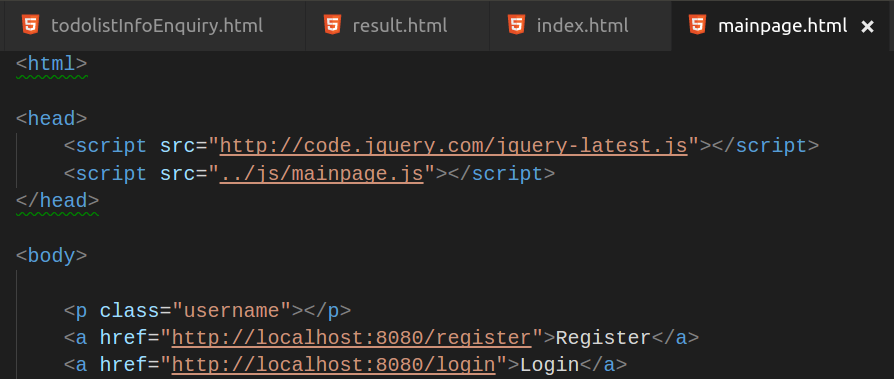 todolistInfoEnquiry.html result.html index.html mainpage.html ×
<html>
<head>
<script src="http://code.jquery.com/jquery-latest.js"></script>
<script src="../js/mainpage.js"></script>
</head>
<body>
<p class="username"></p>
<a href="http://localhost:8080/register">Register</a>
<a href="http://localhost:8080/login">Login</a>